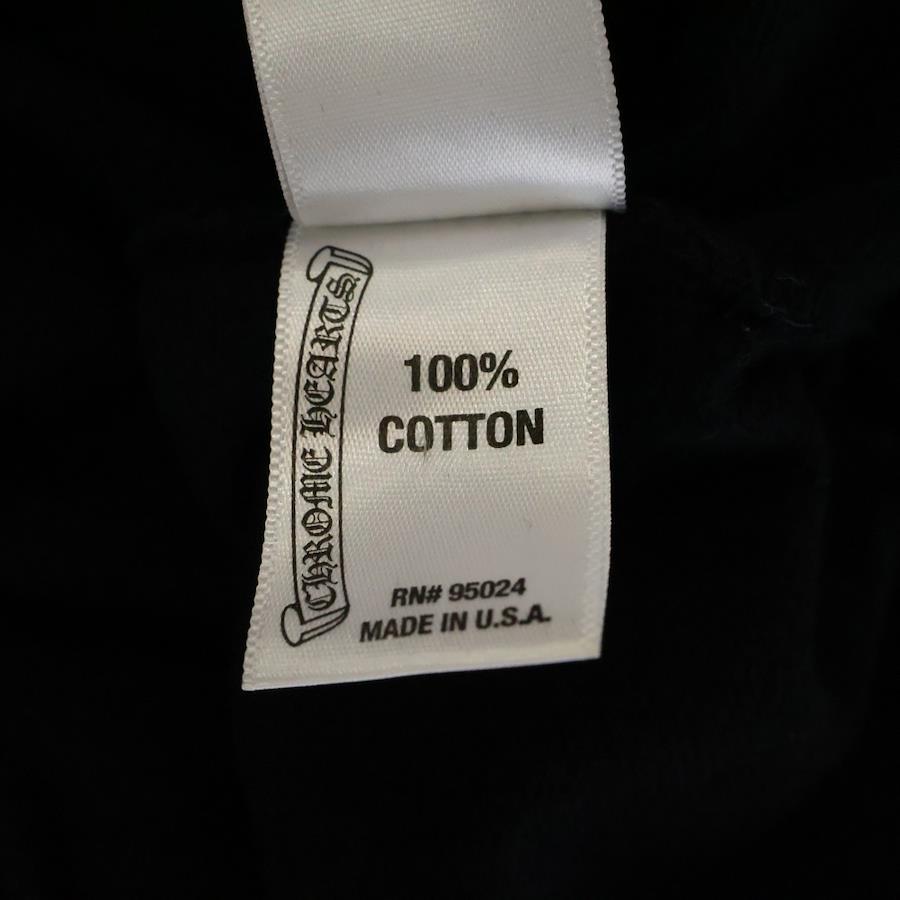 CHROME HEARTS
100%
COTTON
RN# 95024
MADE IN U.S.A.